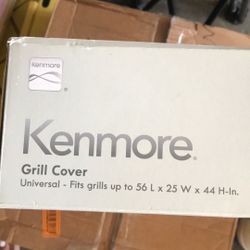 Kenmore
Kenmore®
Grill Cover
Universal - Fits grills up to 56 L x 25 W x 44 H-In.